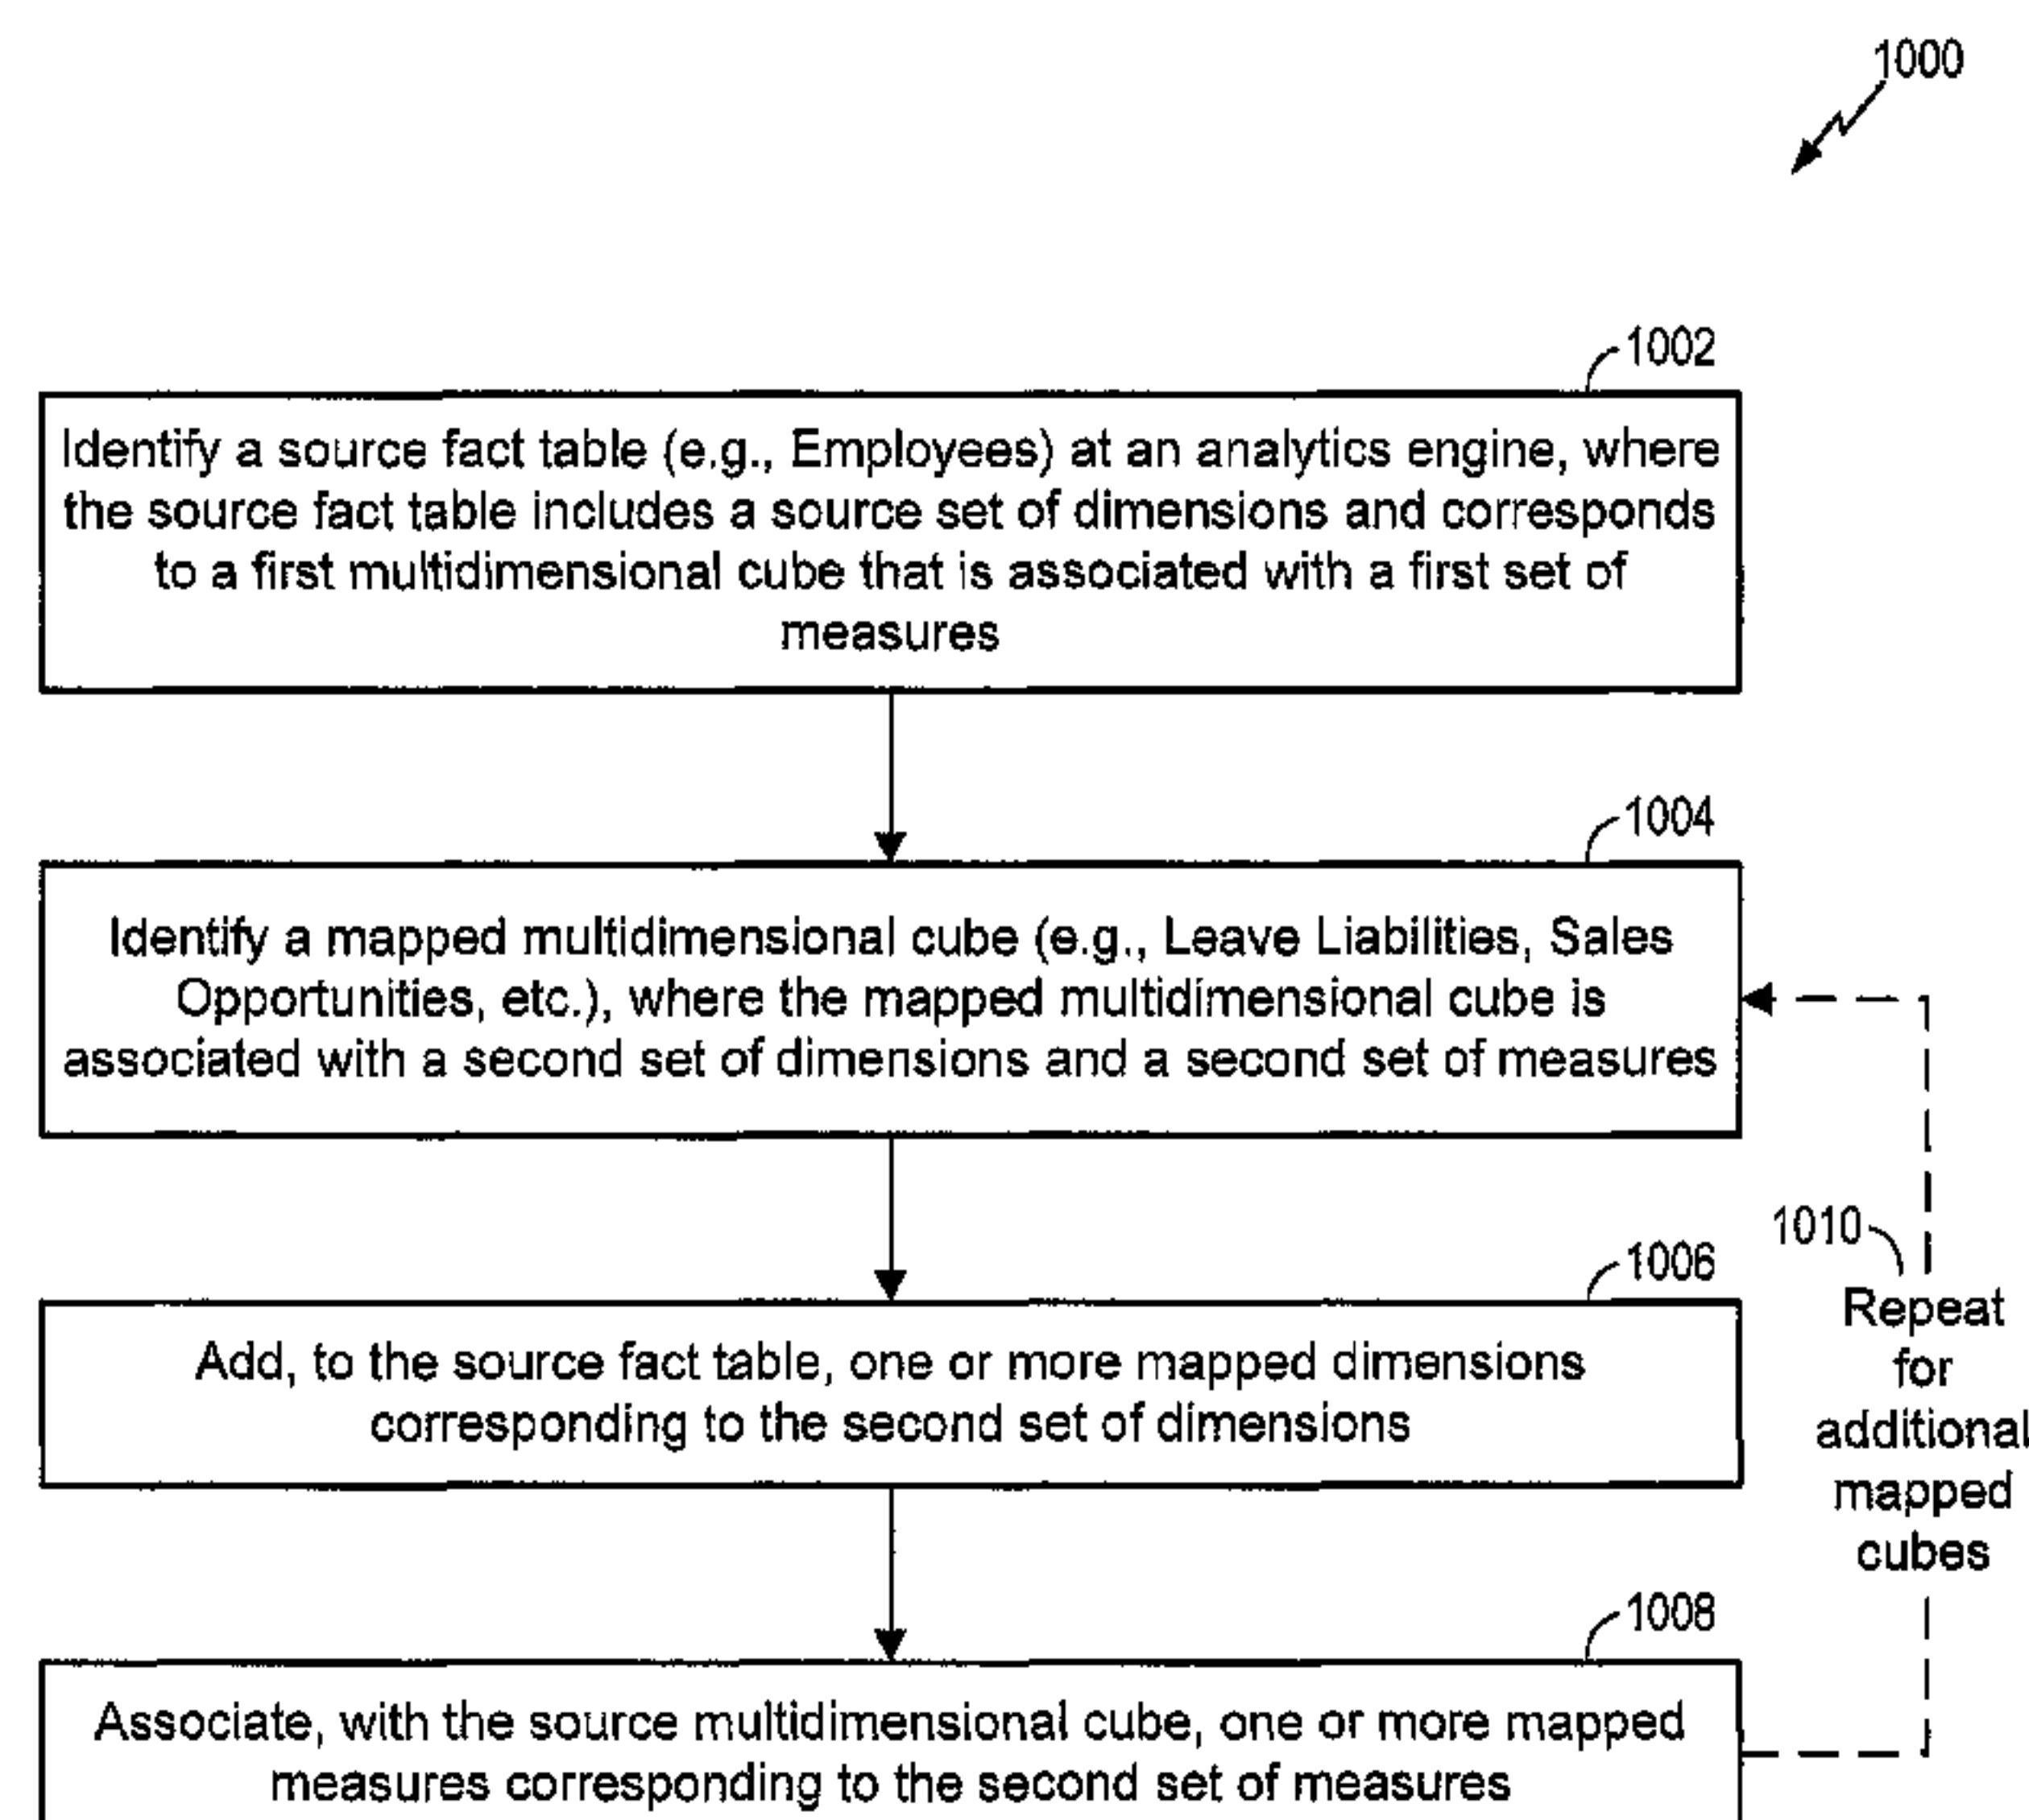 1000
1002
Identify a source fact table (e.g., Employees) at an analytics engine, where
the source fact table includes a source set of dimensions and corresponds
to a first multidimensional cube that is associated with a first set of
measures
1004
Identify a mapped multidimensional cube (e.g., Leave Liabilities, Sales
Opportunities, etc.), where the mapped multidimensional cube is
associated with a second set of dimensions and a second set of measures
1006
Add, to the source fact table, one or more mapped dimensions
corresponding to the second set of dimensions
1010
Repeat
for
additional
mapped
cubes
1008
Associate, with the source multidimensional cube, one or more mapped
measures corresponding to the second set of measures